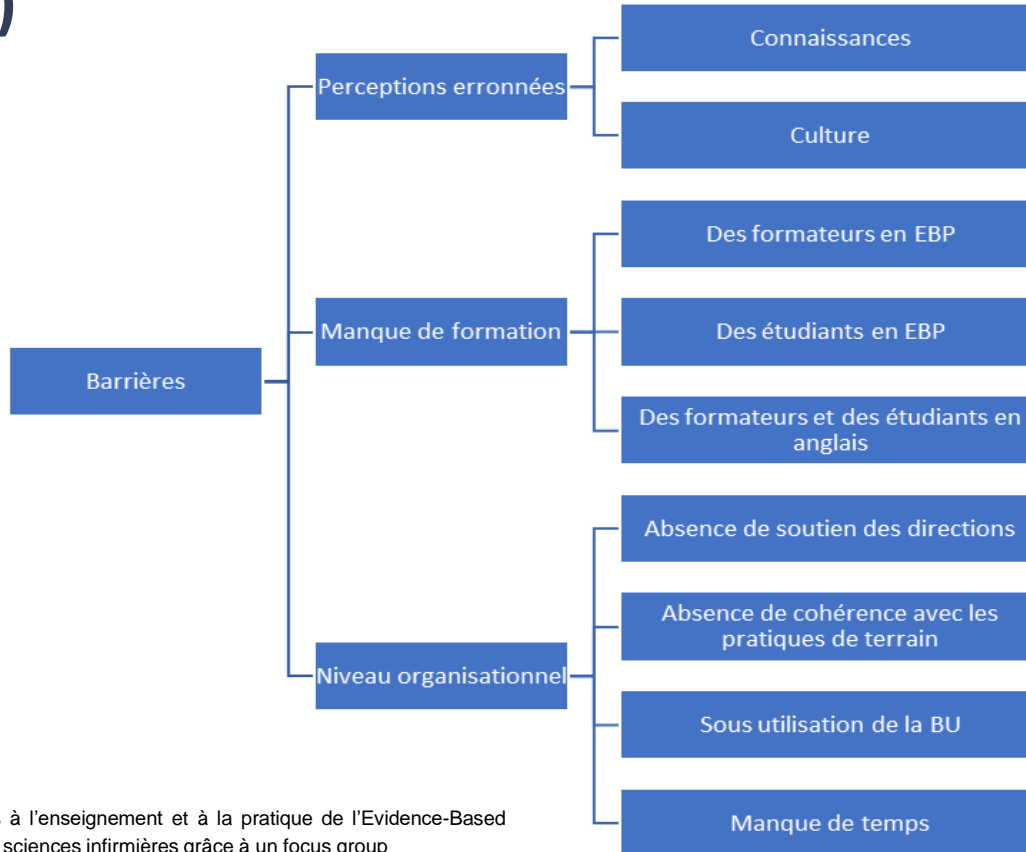 )
Barrières
Perceptions erronnées
Connaissances
Culture
Manque de formation
Des formateurs en EBP
Des étudiants en EBP
Des formateurs et des étudiants en
anglais
Niveau organisationnel
Absence de soutien des directions
Absence de cohérence avec les
pratiques de terrain
Sous utilisation de la BU
Manque de temps
à l’enseignement et à la pratique de l’Evidence-Based
sciences infirmières grâce à un focus group